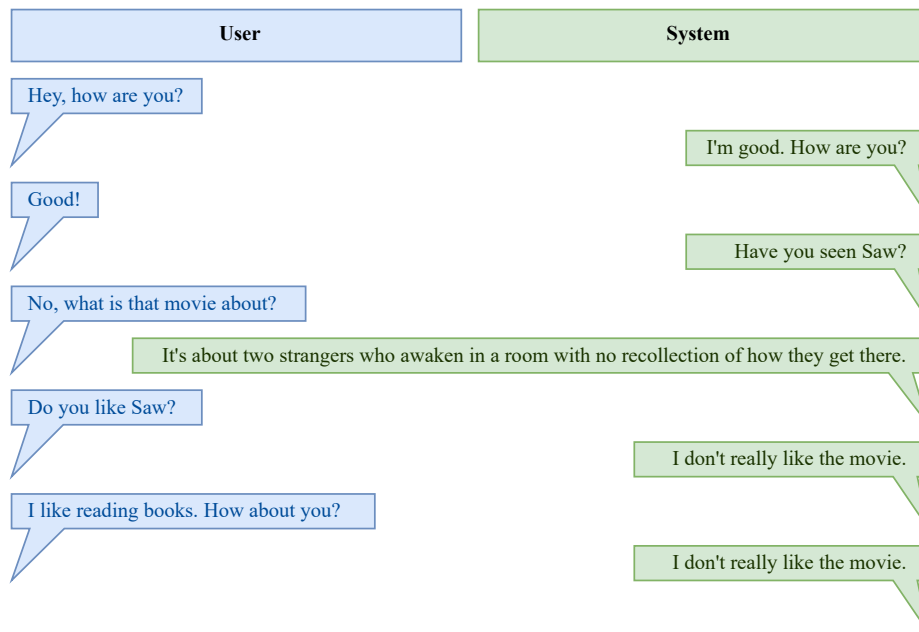 User
System
Hey, how are you?
I'm good. How are you?
Good!
Have you seen Saw?
No, what is that movie about?
It's about two strangers who awaken in a room with no recollection of how they get there.
Do you like Saw?
I don't really like the movie.
I like reading books. How about you?
I don't really like the movie.